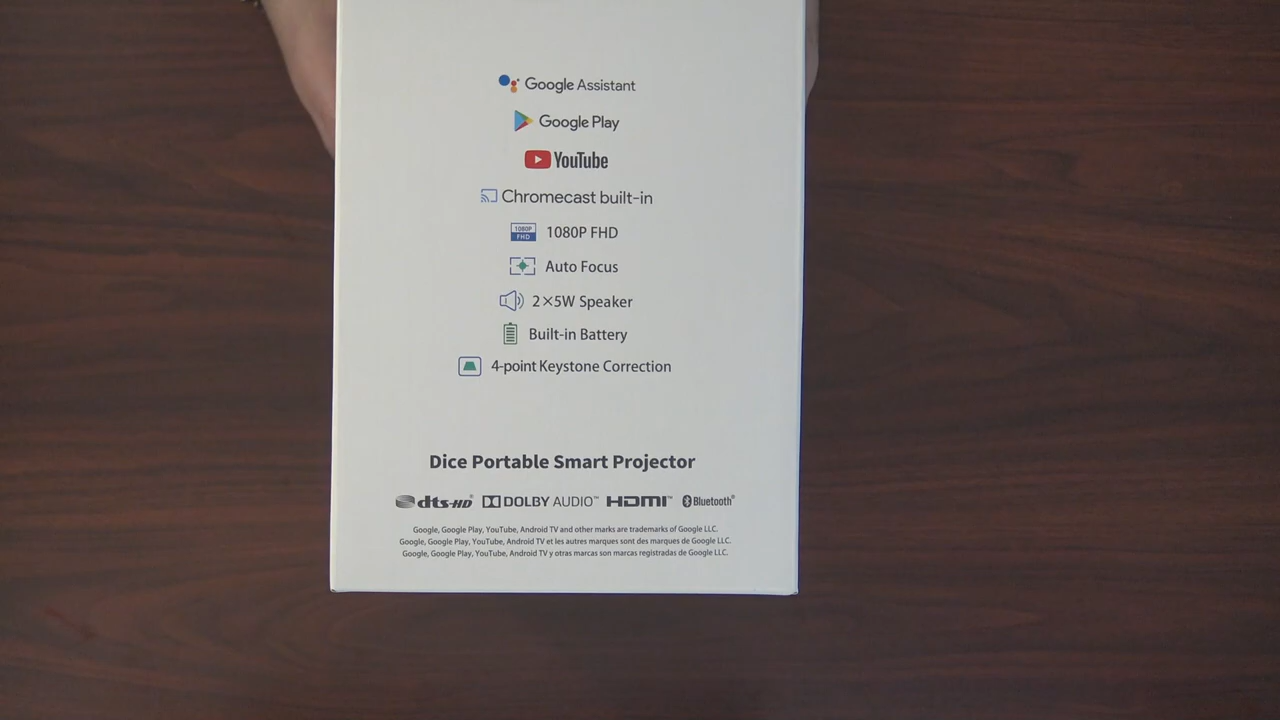 Google Assistant
Google Play
YouTube
Chromecast built-in
1080P FHD 1080P FHD
Auto Focus
2×5W Speaker
Built-in Battery
4-point Keystone Correction
Dice Portable Smart Projector
dts-HD® DOLBY AUDIO™ HDMI™ Bluetooth®
Google, Google Play, YouTube, Android TV and other marks are trademarks of Google LLC.
Google, Google Play, YouTube, Android TV et les autres marques sont des marques de Google LLC.
Google, Google Play, YouTube, Android TV y otras marcas son marcas registradas de Google LLC.